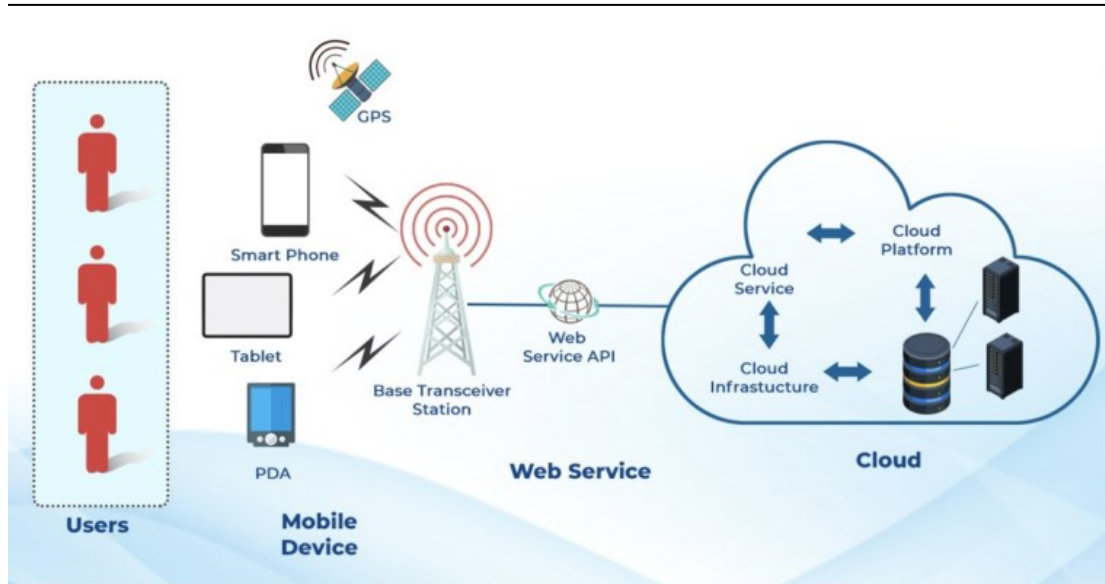 GPS
Smart Phone
Tablet
PDA
Base Transceiver
Station
Web
Service API
Cloud
Platform
Cloud
Service
Cloud
Infrastucture
Users
Mobile
Device
Web Service
Cloud